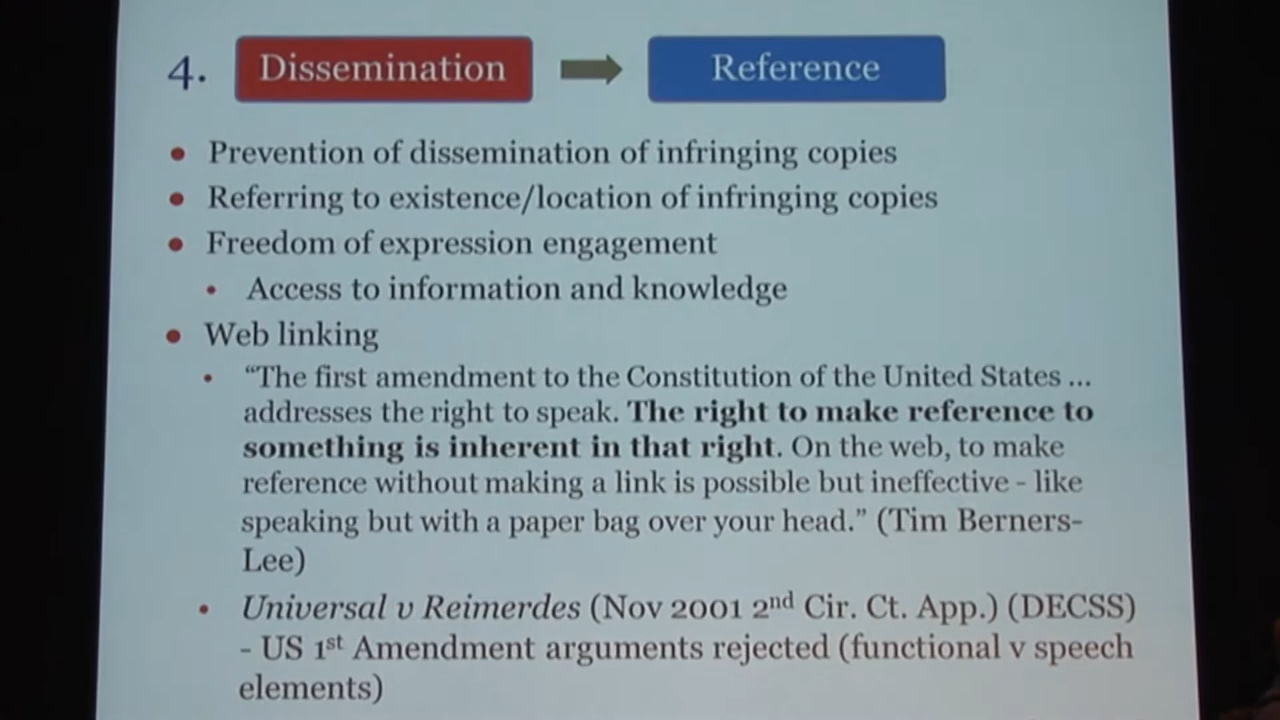 4. Dissemination Reference
• Prevention of dissemination of infringing copies
• Referring to existence/location of infringing copies
• Freedom of expression engagement
• Access to information and knowledge
• Web linking
• “The first amendment to the Constitution of the United States ...
addresses the right to speak. The right to make reference to
something is inherent in that right. On the web, to make
reference without making a link is possible but ineffective - like
speaking but with a paper bag over your head.” (Tim Berners-
Lee)
• Universal v Reimerdes (Nov 2001 2nd Cir. Ct. App.) (DECSS)
- US 1st Amendment arguments rejected (functional v speech
elements)